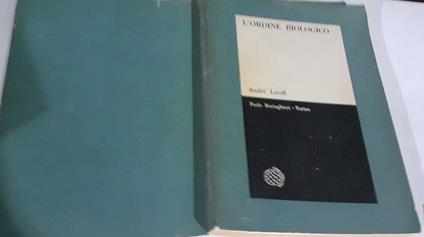 L'ORDINE BIOLOGICO
André Lwoff
Paolo Boringhieri - Torino